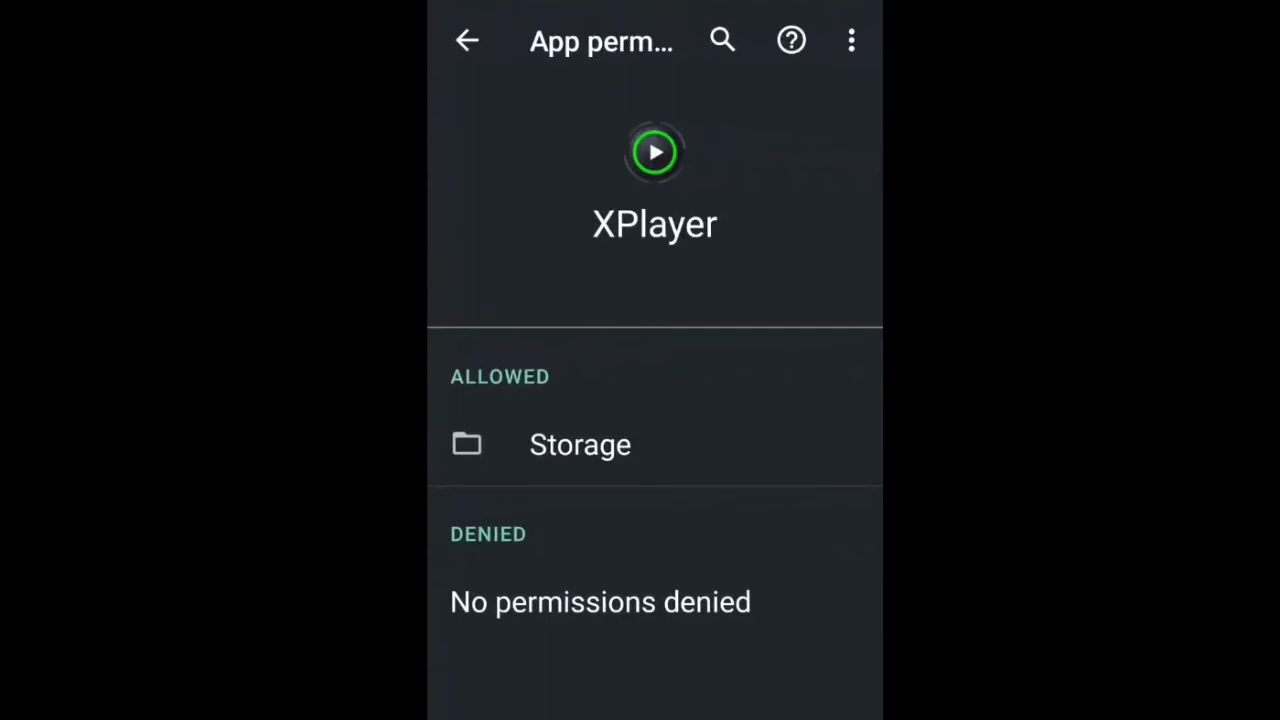 App perm...
XPlayer
ALLOWED
Storage
DENIED
No permissions denied